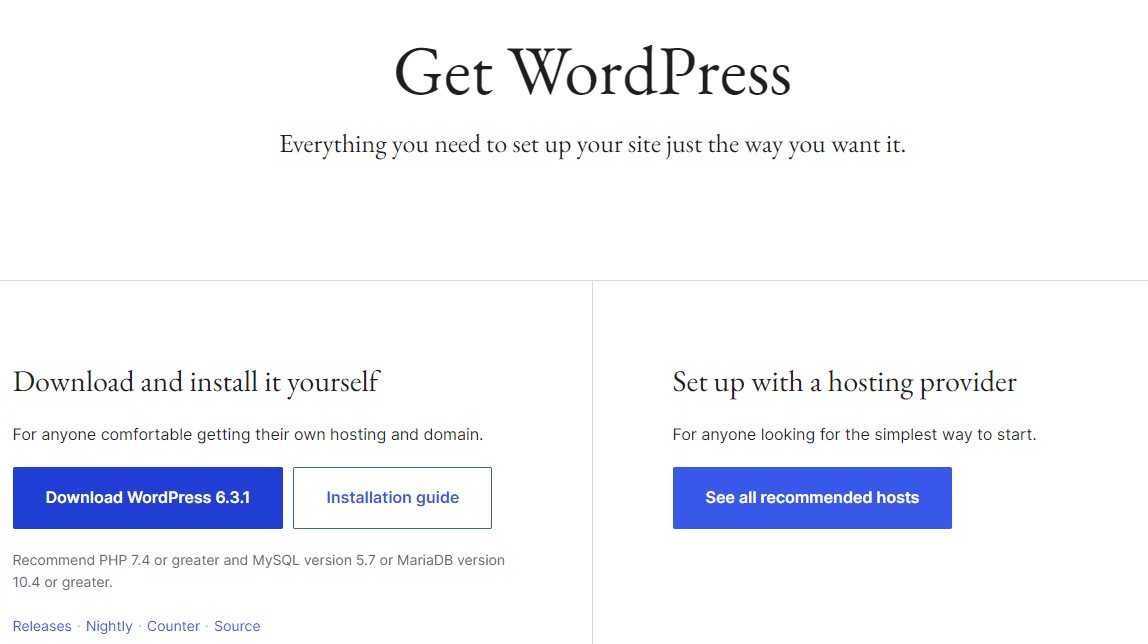 Get WordPress
Everything you need to set up your site just the way you want it.
Download and install it yourself
For anyone comfortable getting their own hosting and domain.
Download WordPress 6.3.1
Installation guide
Recommend PHP 7.4 or greater and MySQL version 5.7 or MariaDB version
10.4 or greater.
Releases · Nightly · Counter · Source
Set up with a hosting provider
For anyone looking for the simplest way to start.
See all recommended hosts